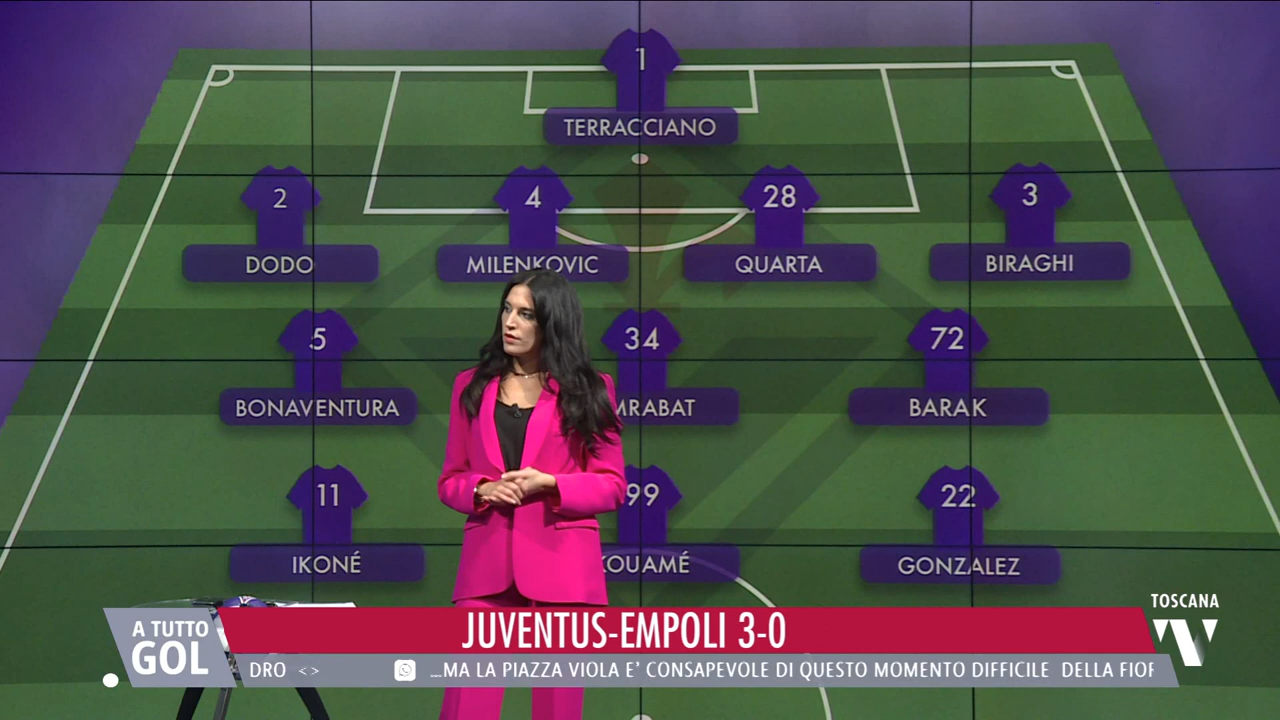 1
TERRACCIANO
2
DODO
4
MILENKOVIC
28
QUARTA
3
BIRAGHI
5
BONAVENTURA
34
MRABAT
72
BARAK
11
IKONÉ
99
KOUAMÉ
22
GONZALEZ
A TUTTO
GOL
JUVENTUS-EMPOLI 3-0
DRO <> ...MA LA PIAZZA VIOLA E' CONSAPEVOLE DI QUESTO MOMENTO DIFFICILE DELLA FIOR
TOSCANA
TV